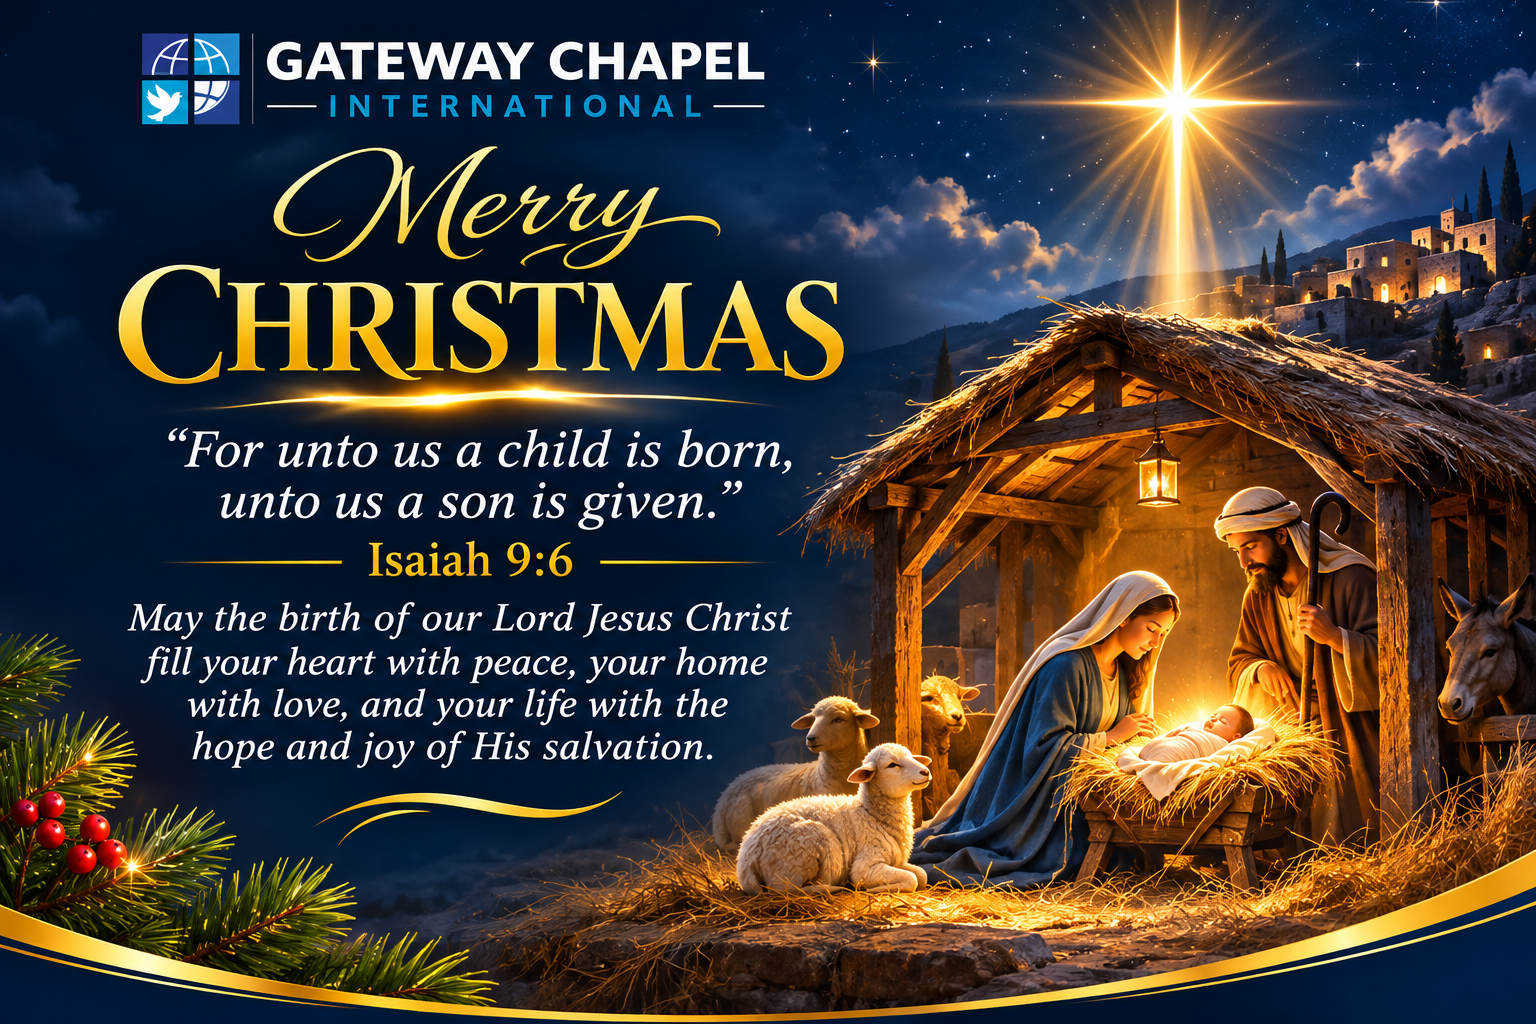 GATEWAY CHAPEL
INTERNATIONAL
Merry
CHRISTMAS
“For unto us a child is born,
unto us a son is given.”
Isaiah 9:6
May the birth of our Lord Jesus Christ
fill your heart with peace, your home
with love, and your life with the
hope and joy of His salvation.